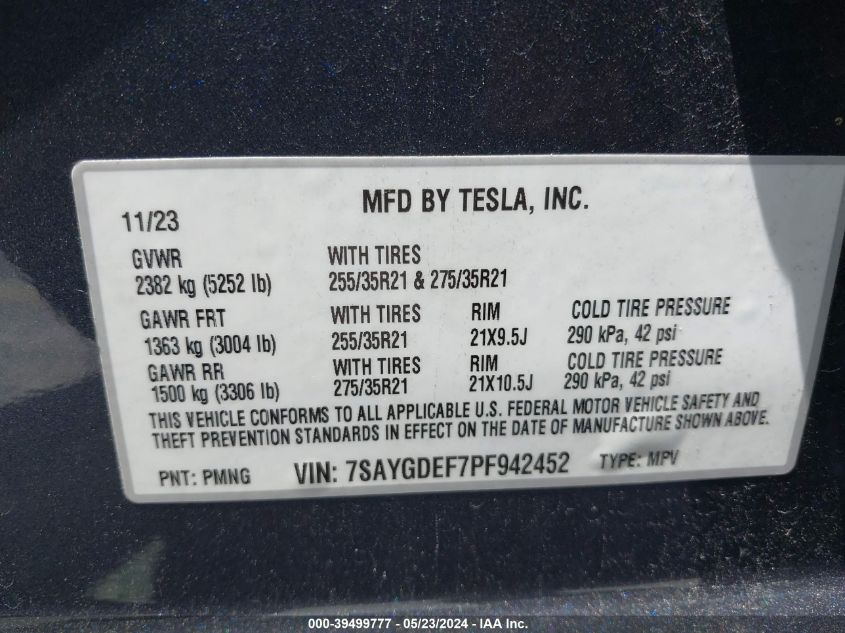 MFD BY TESLA, INC.
11/23
GVWR WITH TIRES
2382 kg (5252 lb) 255/35R21 & 275/35R21
GAWR FRT WITH TIRES RIM COLD TIRE PRESSURE
1363 kg (3004 lb) 255/35R21 21X9.5J 290 kPa, 42 psi
GAWR RR WITH TIRES RIM COLD TIRE PRESSURE
1500 kg (3306 lb) 275/35R21 21X10.5J 290 kPa, 42 psi
THIS VEHICLE CONFORMS TO ALL APPLICABLE U.S. FEDERAL MOTOR VEHICLE SAFETY AND
THEFT PREVENTION STANDARDS IN EFFECT ON THE DATE OF MANUFACTURE SHOWN ABOVE.
PNT: PMNG VIN: 7SAYGDEF7PF942452 TYPE: MPV
000-39499777 - 05/23/2024 - IAA Inc.